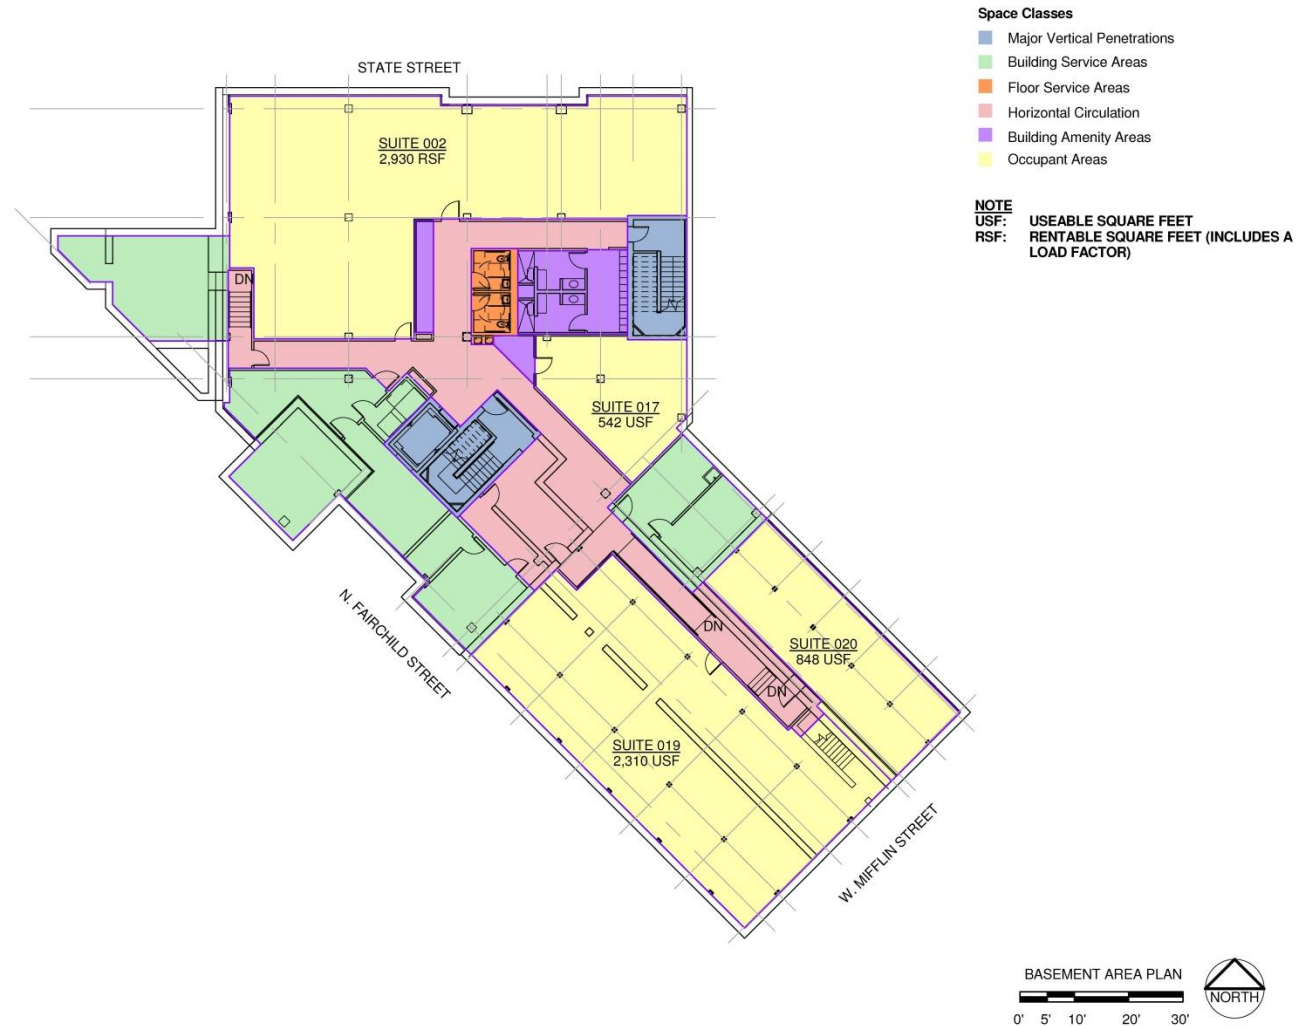 Space Classes
Major Vertical Penetrations
Building Service Areas
Floor Service Areas
Horizontal Circulation
Building Amenity Areas
Occupant Areas
NOTE
USF: USEABLE SQUARE FEET
RSF: RENTABLE SQUARE FEET (INCLUDES A
LOAD FACTOR)
STATE STREET
SUITE 002
2,930 RSF
DN
SUITE 017
542 USF
N. FAIRCHILD STREET
DN
SUITE 020
848 USF
DN
SUITE 019
2,310 USF
W. MIFFLIN STREET
BASEMENT AREA PLAN
NORTH
0' 5' 10' 20' 30'